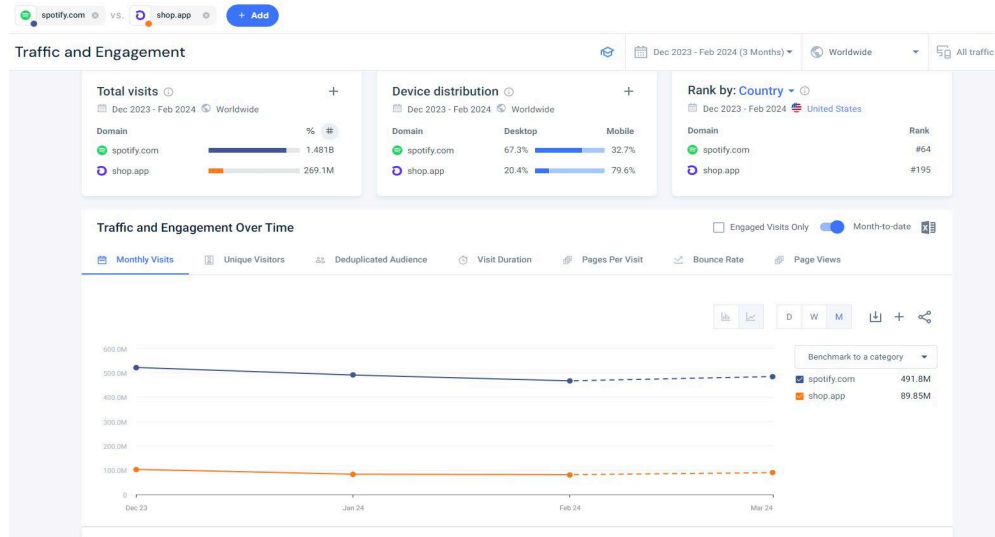 spotify.com vs. shop.app + Add
Traffic and Engagement Dec 2023 - Feb 2024 (3 Months) Worldwide All traffic
Total visits
Dec 2023 - Feb 2024 Worldwide
Domain % #
spotify.com 1.481B
shop.app 269.1M
Device distribution
Dec 2023 - Feb 2024 Worldwide
Domain Desktop Mobile
spotify.com 67.3% 32.7%
shop.app 20.4% 79.6%
Rank by: Country
Dec 2023 - Feb 2024 United States
Domain Rank
spotify.com #64
shop.app #195
Traffic and Engagement Over Time Engaged Visits Only Month-to-date
Monthly Visits Unique Visitors Deduplicated Audience Visit Duration Pages Per Visit Bounce Rate Page Views
D W M
Benchmark to a category
spotify.com 491.8M
shop.app 89.85M
600.0M
500.0M
400.0M
300.0M
200.0M
100.0M
0
Dec 23 Jan 24 Feb 24 Mar 24